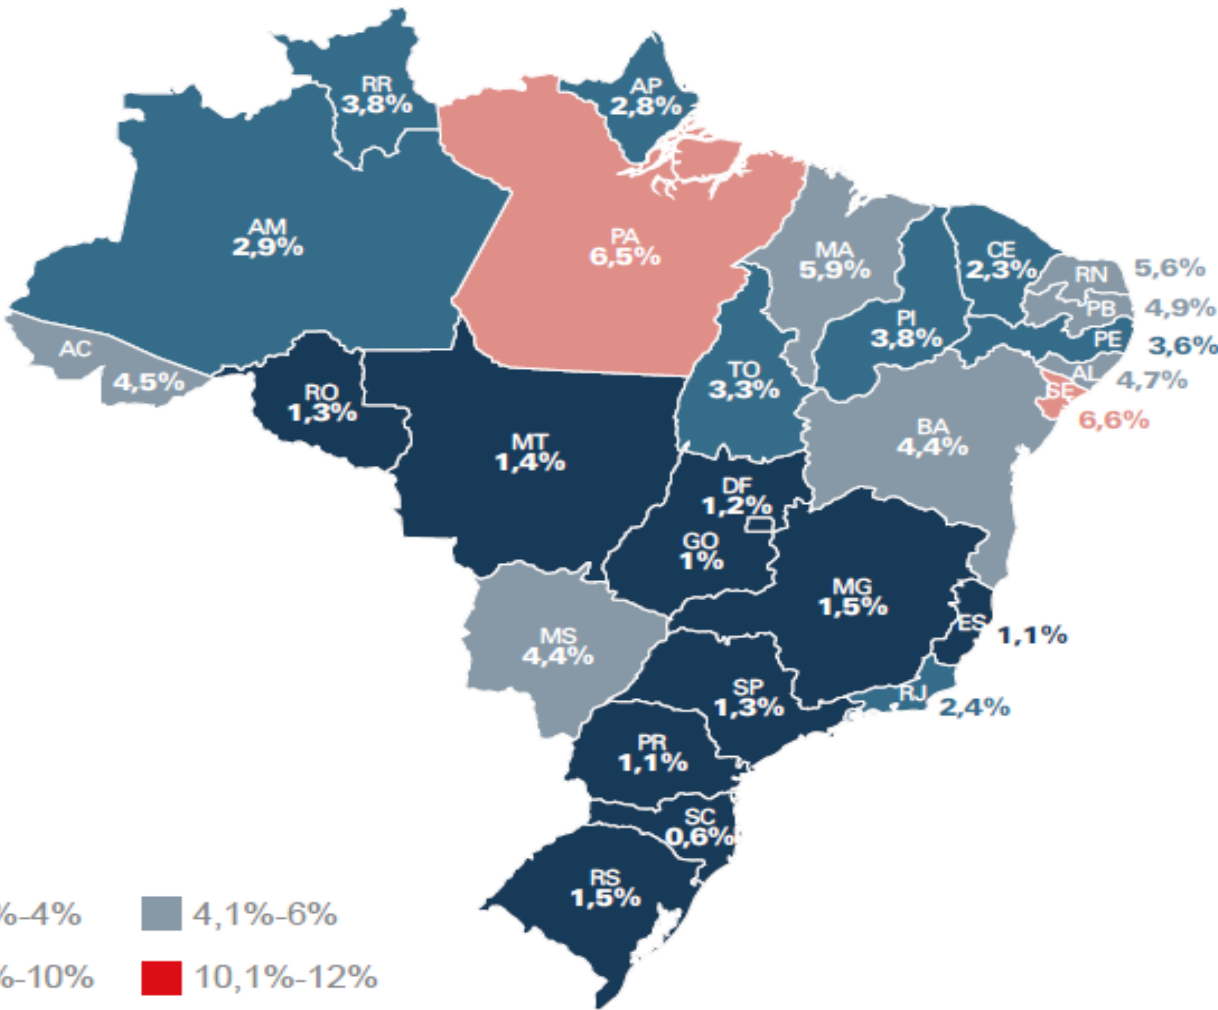 RR
3,8%
AP
2,8%
AM
2,9%
PA
6,5%
MA
5,9%
CE
2,3%
RN 5,6%
PB 4,9%
PI
3,8%
PE 3,6%
AC
4,5%
TO
3,3%
AL 4,7%
SE
6,6%
RO
1,3%
BA
4,4%
MT
1,4%
DF
1,2%
GO
1%
MG
1,5%
ES 1,1%
MS
4,4%
SP
1,3%
RJ 2,4%
PR
1,1%
SC
0,6%
RS
1,5%
%-4% 4,1%-6%
%-10% 10,1%-12%